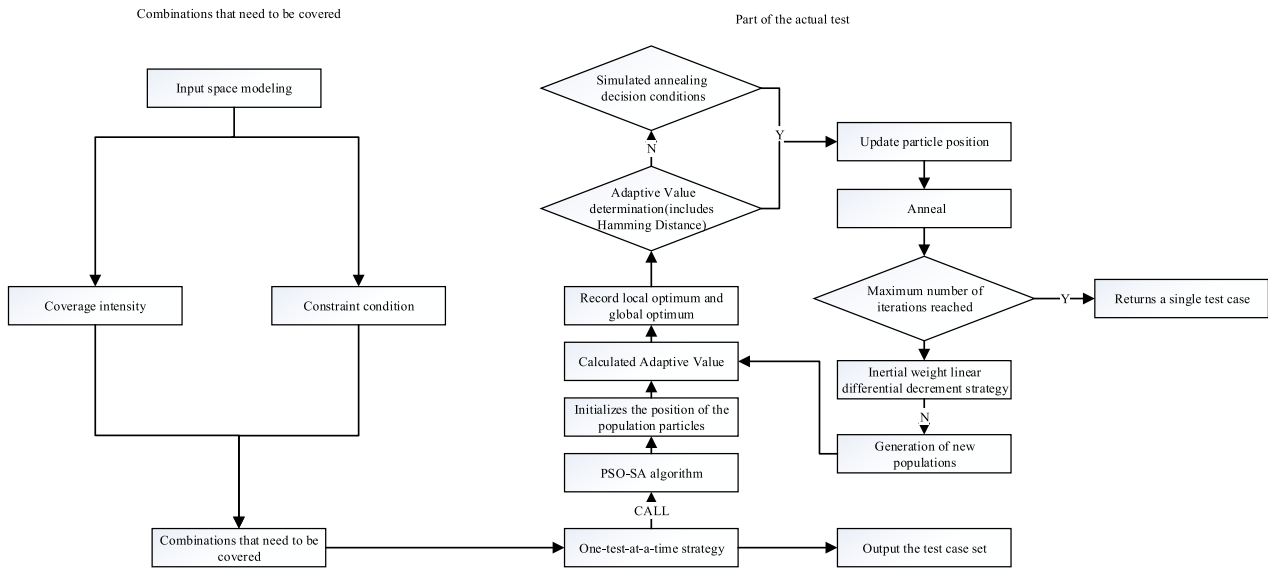 Combinations that need to be covered
Part of the actual test
Input space modeling
Coverage intensity
Constraint condition
Combinations that need to be
covered
One-test-at-a-time strategy
Output the test case set
CALL
PSO-SA algorithm
Initializes the position of the
population particles
Calculated Adaptive Value
Record local optimum and
global optimum
Adaptive Value
determination(includes
Hamming Distance)
N
Simulated annealing
decision conditions
Y
Update particle position
Anneal
Maximum number of
iterations reached
Y
Returns a single test case
Inertial weight linear
differential decrement strategy
N
Generation of new
populations